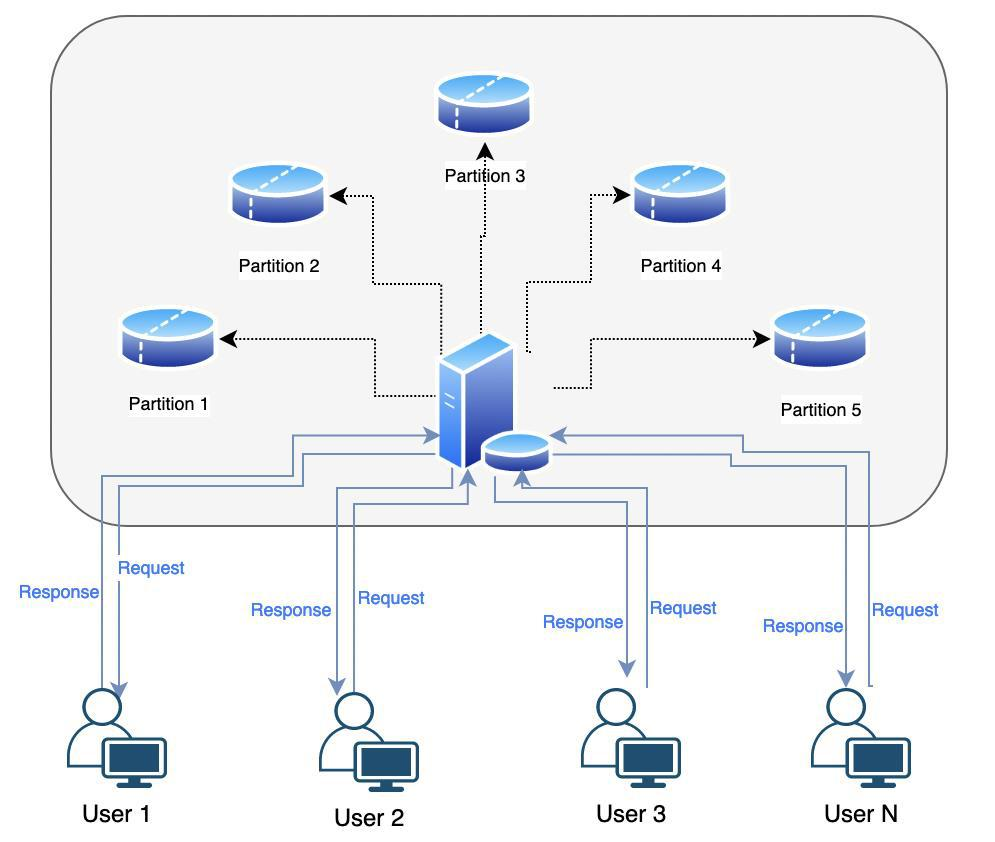 Partition 3
Partition 2
Partition 4
Partition 1
Partition 5
Request
Response
Request
Response
Request
Response
Request
Response
User 1
User 2
User 3
User N